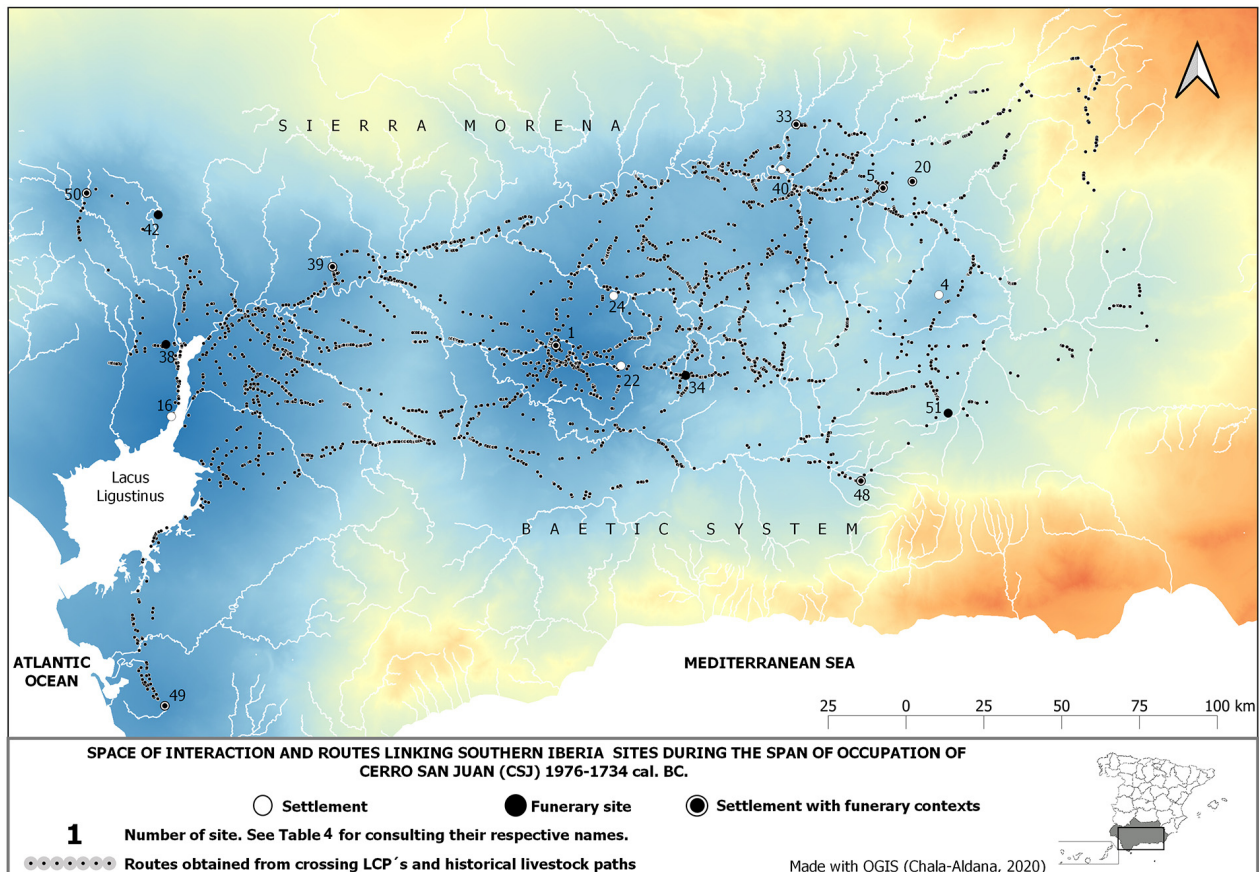 S I E R R A M O R E N A
33
20
5
40
50
42
39
4
24
1
38
22
34
16
51
Lacus
Ligustinus
48
B A E T I C S Y S T E M
ATLANTIC
OCEAN
MEDITERRANEAN SEA
49
25 0 25 50 75 100 km
SPACE OF INTERACTION AND ROUTES LINKING SOUTHERN IBERIA SITES DURING THE SPAN OF OCCUPATION OF
CERRO SAN JUAN (CSJ) 1976-1734 cal. BC.
Settlement Funerary site Settlement with funerary contexts
1 Number of site. See Table 4 for consulting their respective names.
Routes obtained from crossing LCP´s and historical livestock paths
Made with QGIS (Chala-Aldana, 2020)